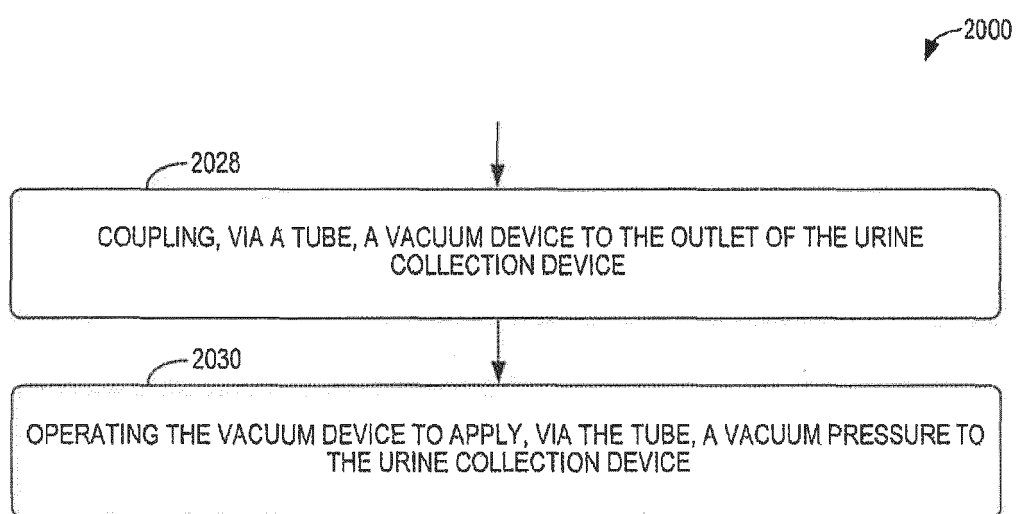 2000
2028
COUPLING, VIA A TUBE, A VACUUM DEVICE TO THE OUTLET OF THE URINE
COLLECTION DEVICE
2030
OPERATING THE VACUUM DEVICE TO APPLY, VIA THE TUBE, A VACUUM PRESSURE TO
THE URINE COLLECTION DEVICE